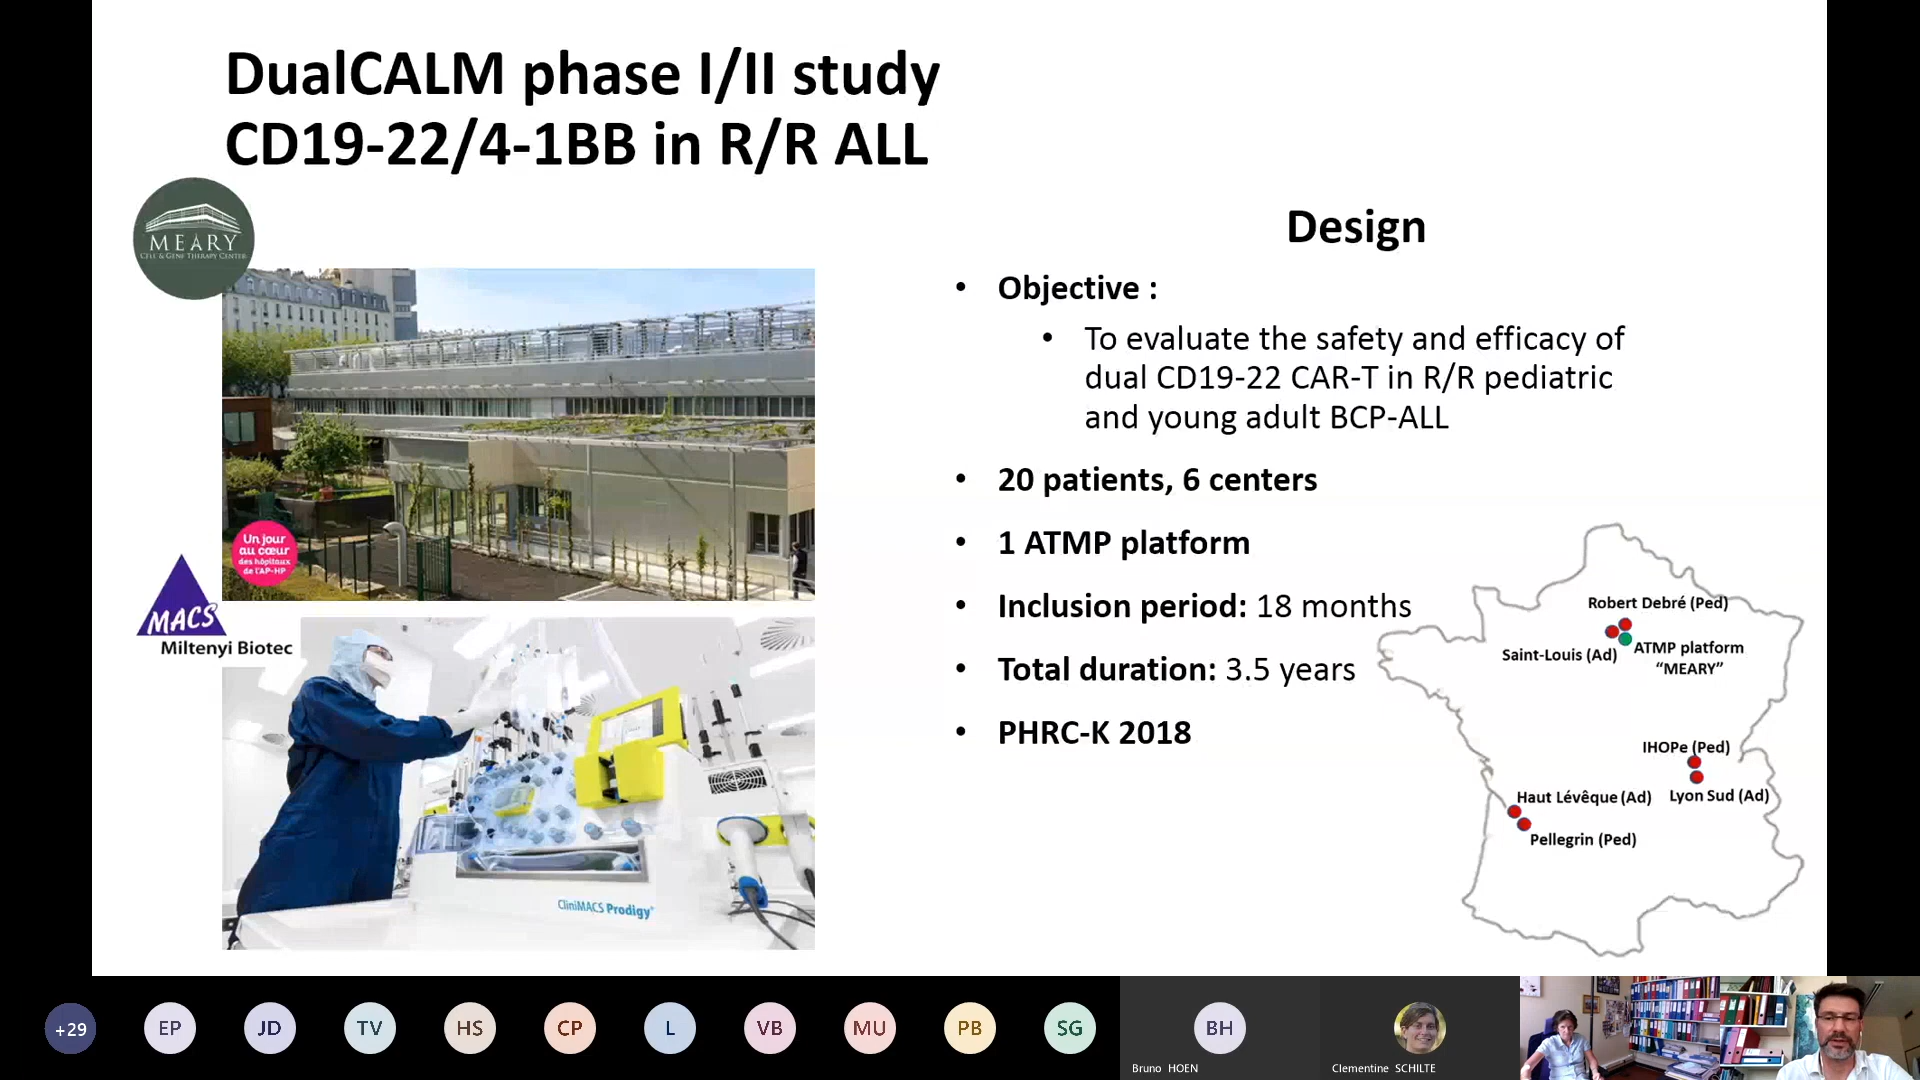 DualCALM phase I/II study
CD19-22/4-1BB in R/R ALL
MEARY
CELL & GENE THERAPY CENTER
Un jour
au cœur
des hôpitaux
de l'AP-HP
MACS
Miltenyi Biotec
CliniMACS Prodigy®
Design
• Objective :
• To evaluate the safety and efficacy of
dual CD19-22 CAR-T in R/R pediatric
and young adult BCP-ALL
• 20 patients, 6 centers
• 1 ATMP platform
• Inclusion period: 18 months
• Total duration: 3.5 years
• PHRC-K 2018
Robert Debré (Ped)
Saint-Louis (Ad)
ATMP platform
“MEARY”
IHOPe (Ped)
Haut Lévêque (Ad)
Lyon Sud (Ad)
Pellegrin (Ped)
+29
EP
JD
TV
HS
CP
L
VB
MU
PB
SG
BH
Bruno HOEN
Clementine SCHILTE